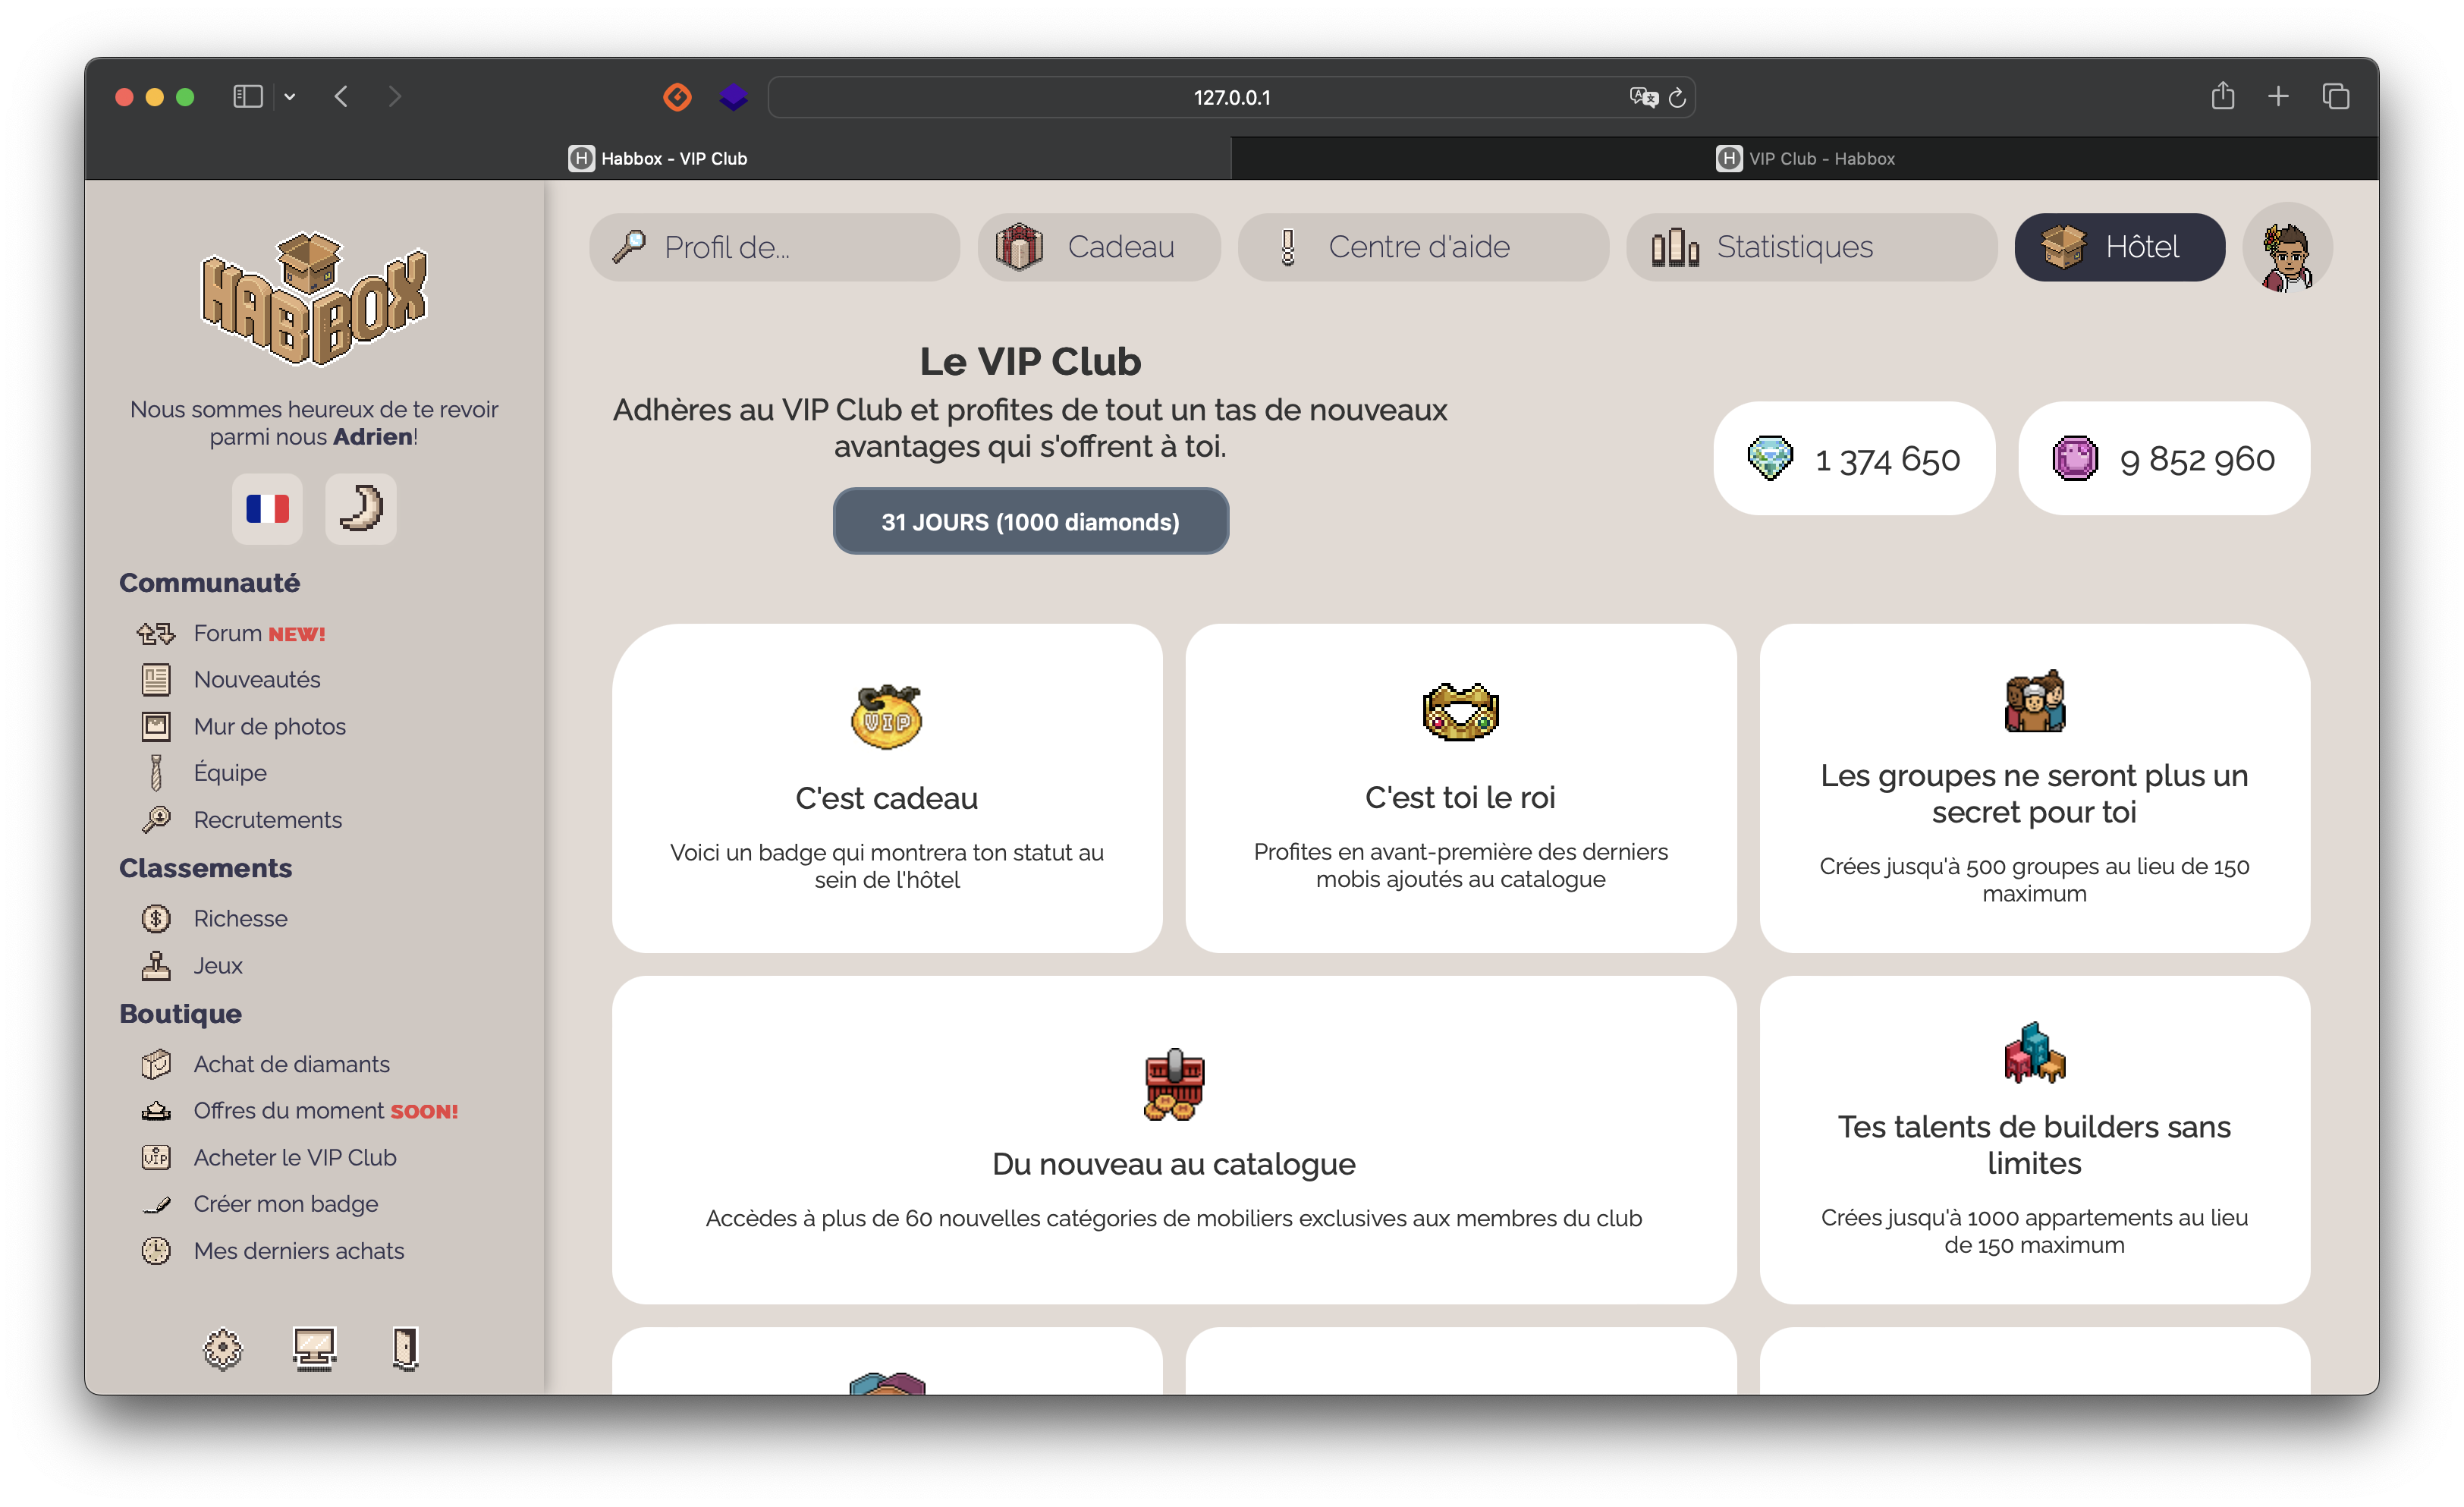 127.0.0.1
Habbox - VIP Club
VIP Club - Habbox
HABBOX
Nous sommes heureux de te revoir
parmi nous Adrien!
Communauté
Forum NEW!
Nouveautés
Mur de photos
Équipe
Recrutements
Classements
Richesse
Jeux
Boutique
Achat de diamants
Offres du moment SOON!
VIP Acheter le VIP Club
Créer mon badge
Mes derniers achats
Profil de...
Cadeau
Centre d'aide
Statistiques
Hôtel
Le VIP Club
Adhères au VIP Club et profites de tout un tas de nouveaux
avantages qui s'offrent à toi.
31 JOURS (1000 diamonds)
1 374 650
9 852 960
VIP
C'est cadeau
Voici un badge qui montrera ton statut au
sein de l'hôtel
C'est toi le roi
Profites en avant-première des derniers
mobis ajoutés au catalogue
Les groupes ne seront plus un
secret pour toi
Crées jusqu'à 500 groupes au lieu de 150
maximum
Du nouveau au catalogue
Accèdes à plus de 60 nouvelles catégories de mobiliers exclusives aux membres du club
Tes talents de builders sans
limites
Crées jusqu'à 1000 appartements au lieu
de 150 maximum